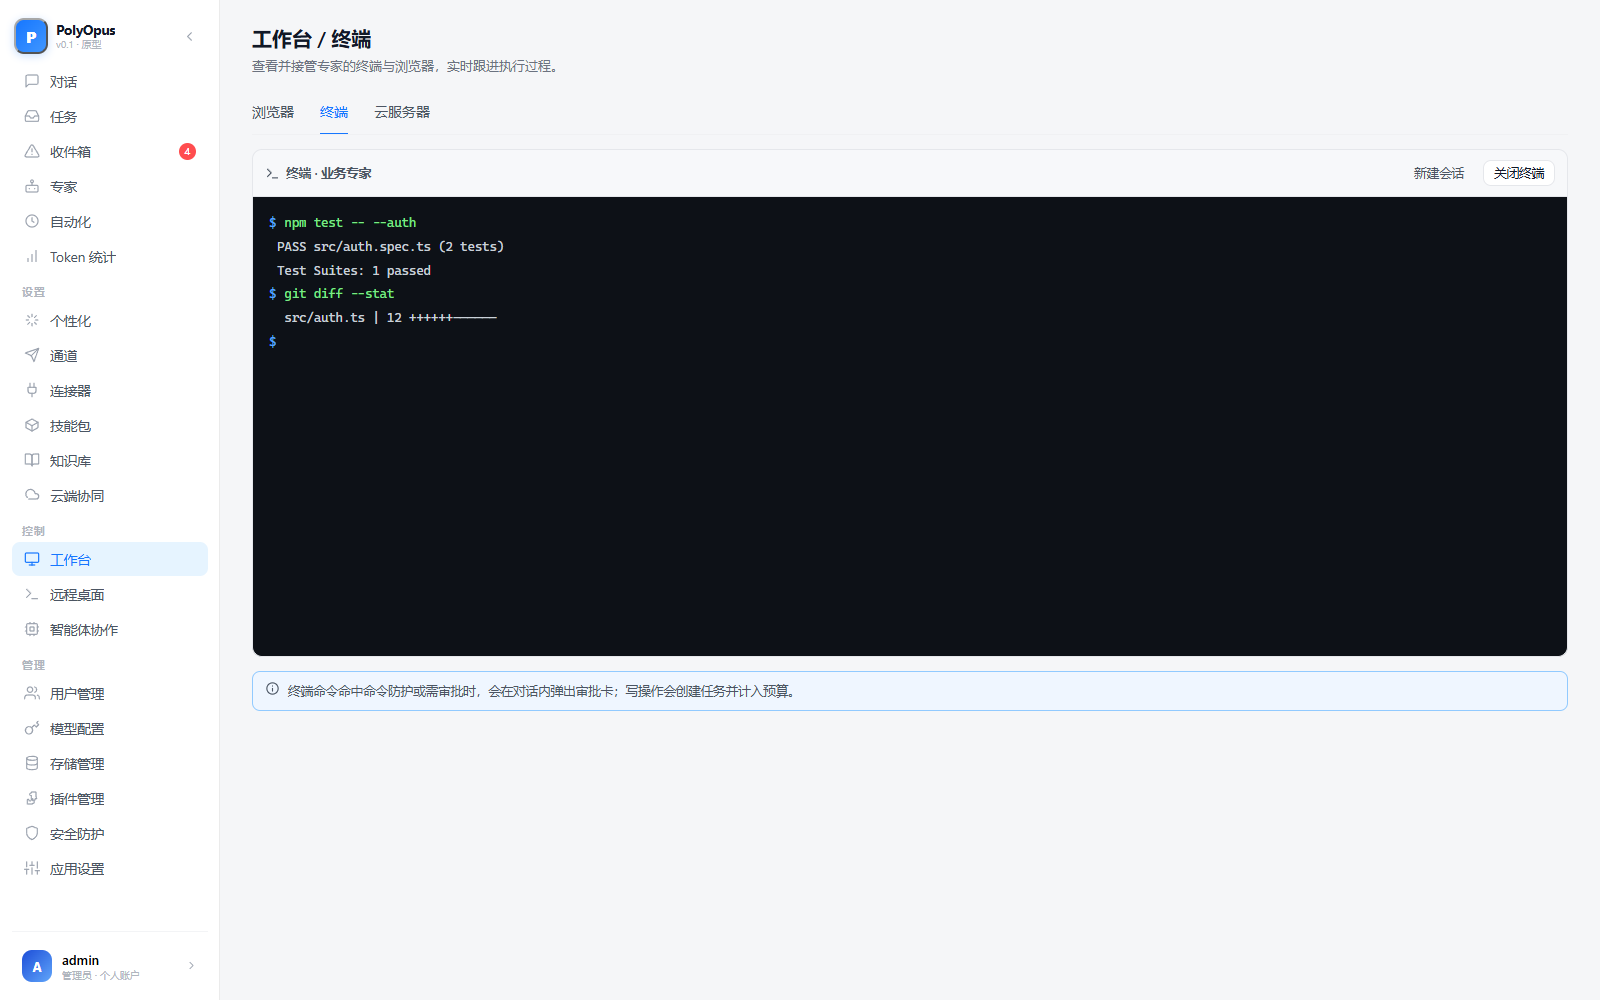 P
PolyOpus
v0.1 · 原型
对话
任务
收件箱
4
专家
自动化
Token 统计
设置
个性化
通道
连接器
技能包
知识库
云端协同
控制
工作台
远程桌面
智能体协作
管理
用户管理
模型配置
存储管理
插件管理
安全防护
应用设置
A
admin
管理员 · 个人账户
工作台 / 终端
查看并接管专家的终端与浏览器，实时跟进执行过程。
浏览器 终端 云服务器
终端 · 业务专家
新建会话 关闭终端
$ npm test -- --auth
PASS src/auth.spec.ts (2 tests)
Test Suites: 1 passed
$ git diff --stat
src/auth.ts | 12 ++++++------
$
终端命令命中命令防护或需审批时，会在对话内弹出审批卡；写操作会创建任务并计入预算。